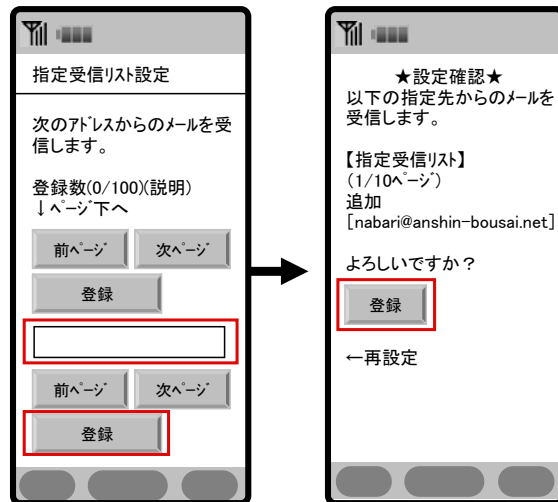 指定受信リスト設定
次のアドレスからのメールを受
信します。
登録数(0/100)(説明)
↓ページ下へ
前ページ 次ページ
登録
前ページ 次ページ
登録
★設定確認★
以下の指定先からのメールを
受信します。
【指定受信リスト】
(1/10ページ)
追加
[nabari@anshin-bousai.net]
よろしいですか?
登録
←再設定